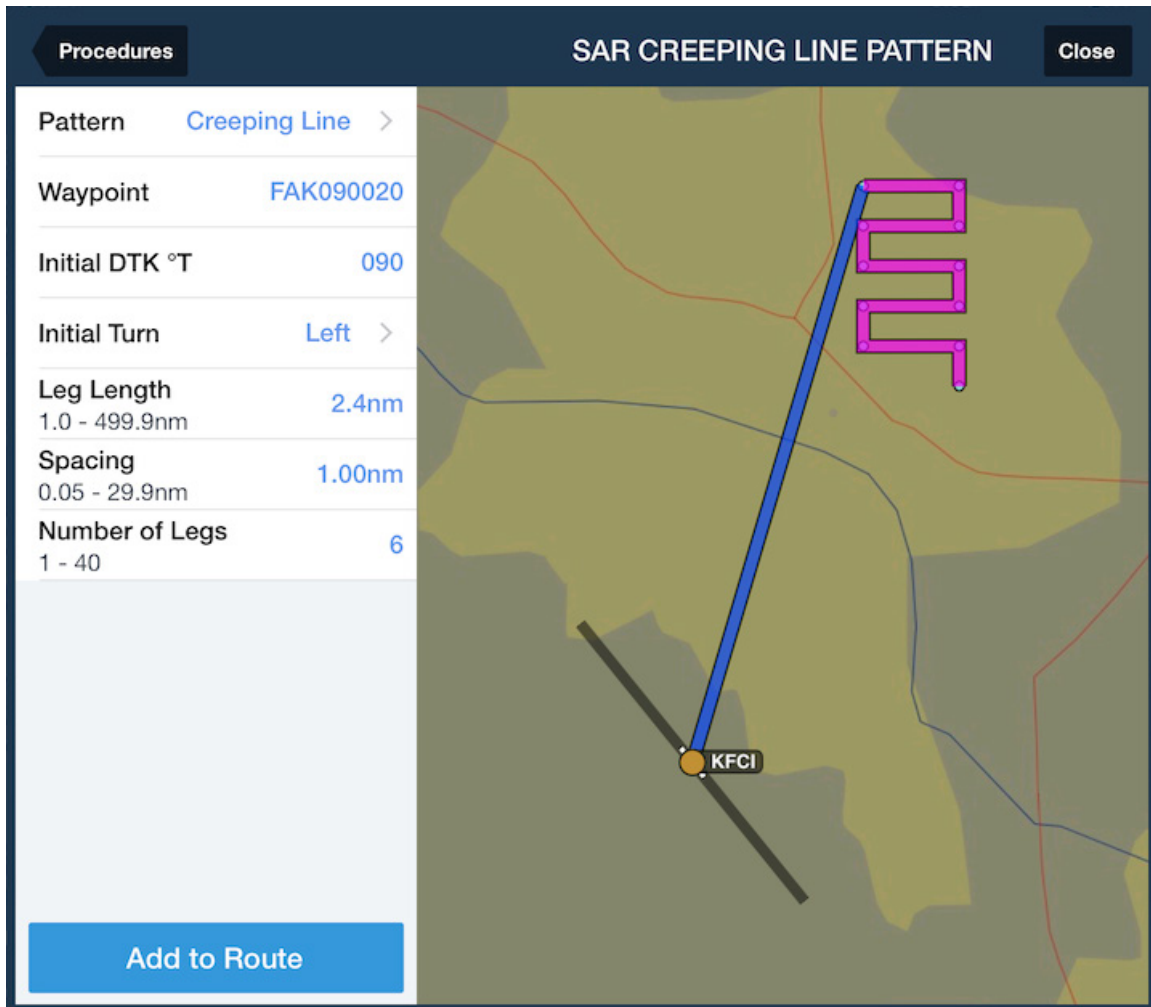 Procedures
SAR CREEPING LINE PATTERN
Close
Pattern Creeping Line
Waypoint FAK090020
Initial DTK °T 090
Initial Turn Left
Leg Length
2.4nm
1.0 - 499.9nm
Spacing
1.00nm
0.05 - 29.9nm
Number of Legs
6
1 - 40
Add to Route
KFCI